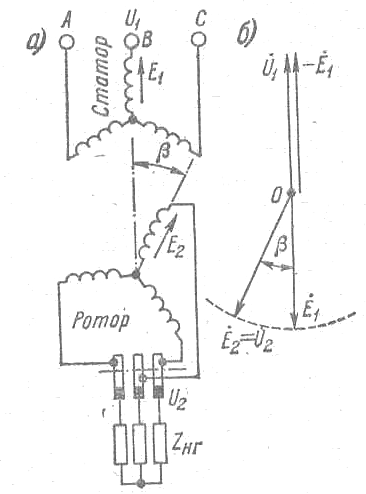 а)
A U₁ C
B
Статор
E₁
β
E₂
Ротор
U₂
Zнг
б)
U̇₁ –Ė₁
O
β
Ė₁
Ė₂=U̇₂